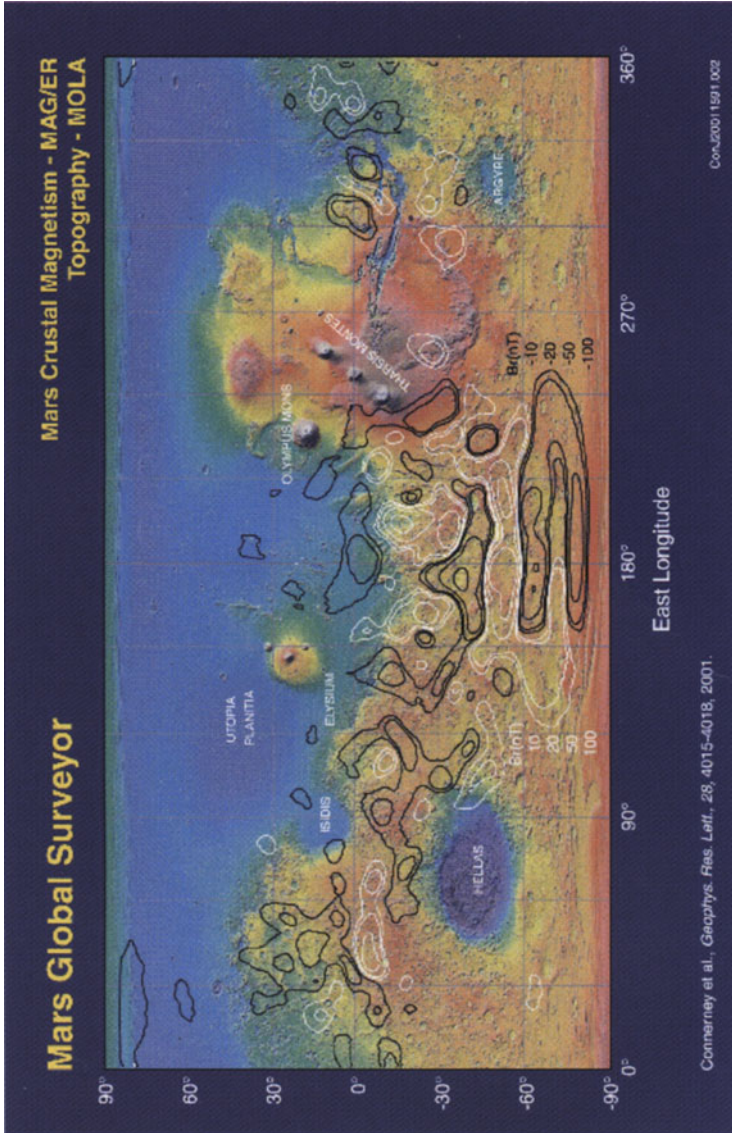 Mars Global Surveyor
Mars Crustal Magnetism - MAG/ER
Topography - MOLA
90°
60°
30°
0°
-30°
-60°
-90°
UTOPIA
PLANITIA
ISIDIS
ELYSIUM
OLYMPUS MONS
THARSIS MONTES
HELLAS
ARGYRE
Br(nT)
10
20
50
100
Br(nT)
-10
-20
-50
-100
0°
90°
180°
270°
360°
East Longitude
Connerney et al., Geophys. Res. Lett., 28, 4015-4018, 2001.
ConJ20011591.002